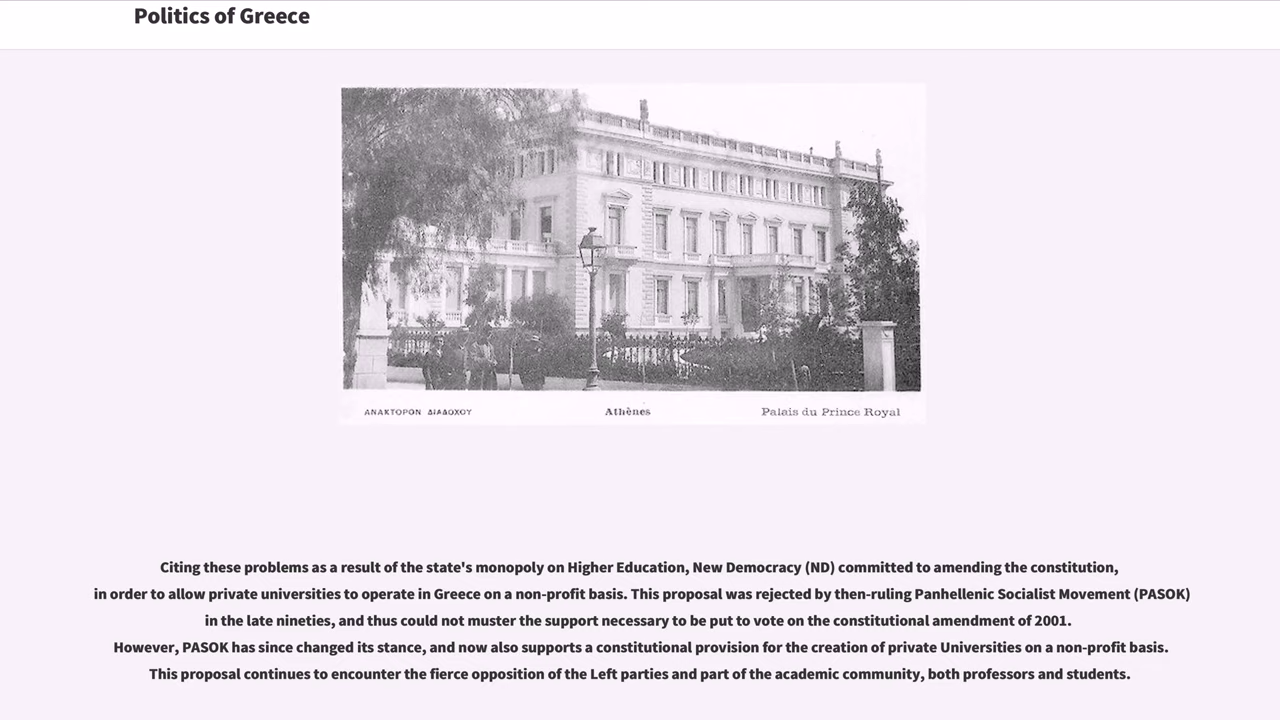 Politics of Greece
ΑΝΑΚΤΟΡΟΝ ΔΙΑΔΟΧΟΥ Athènes Palais du Prince Royal
Citing these problems as a result of the state's monopoly on Higher Education, New Democracy (ND) committed to amending the constitution,
in order to allow private universities to operate in Greece on a non-profit basis. This proposal was rejected by then-ruling Panhellenic Socialist Movement (PASOK)
in the late nineties, and thus could not muster the support necessary to be put to vote on the constitutional amendment of 2001.
However, PASOK has since changed its stance, and now also supports a constitutional provision for the creation of private Universities on a non-profit basis.
This proposal continues to encounter the fierce opposition of the Left parties and part of the academic community, both professors and students.